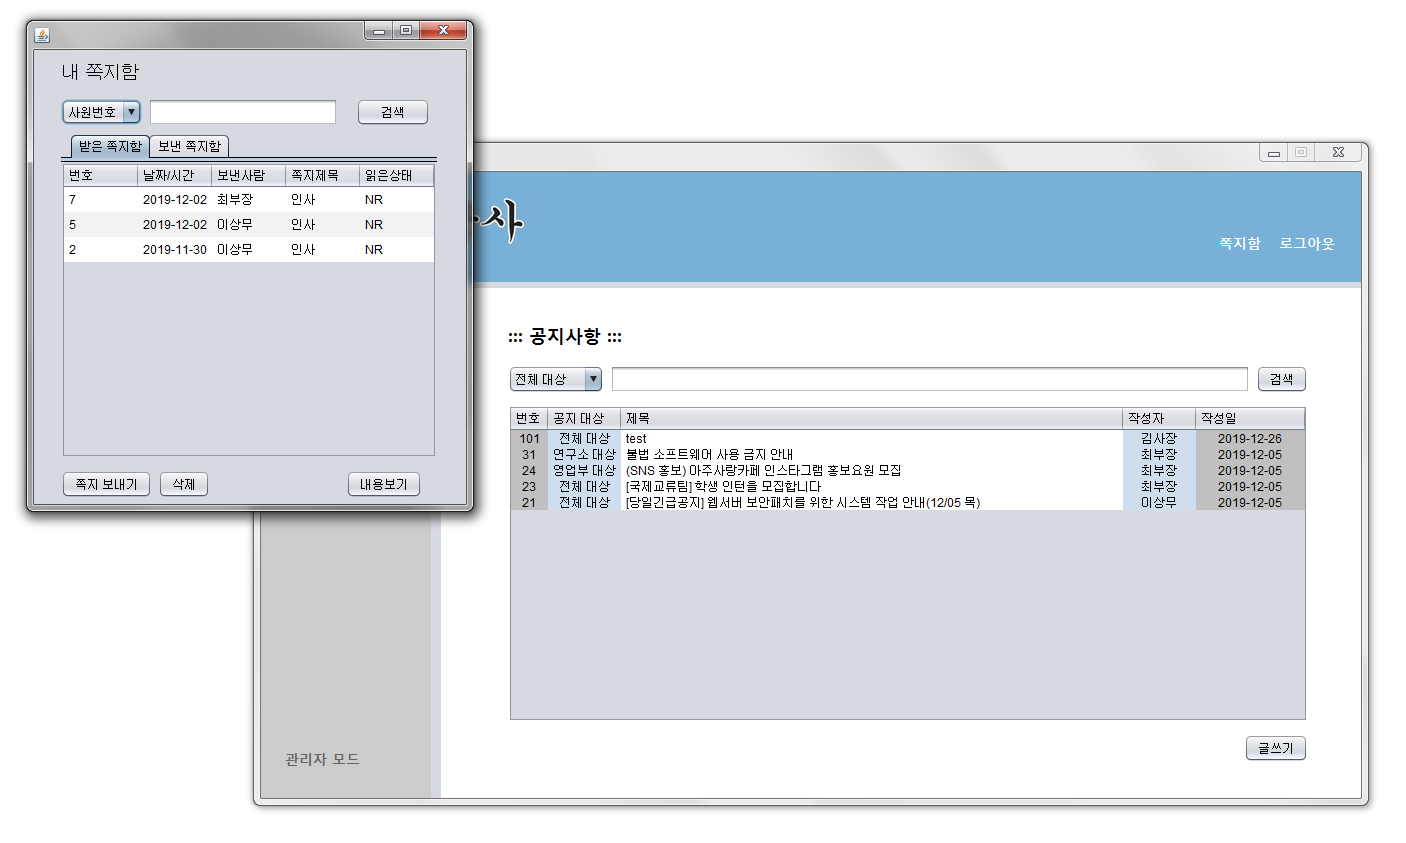 내 쪽지함
사원번호 검색
받은 쪽지함 보낸 쪽지함
번호 날짜/시간 보낸사람 쪽지제목 읽은상태
7 2019-12-02 최부장 인사 NR
5 2019-12-02 이상무 인사 NR
2 2019-11-30 이상무 인사 NR
쪽지 보내기 삭제 내용보기
사
쪽지함 로그아웃
::: 공지사항 :::
전체 대상 검색
번호 공지 대상 제목 작성자 작성일
101 전체 대상 test 김사장 2019-12-26
31 연구소 대상 불법 소프트웨어 사용 금지 안내 최부장 2019-12-05
24 영업부 대상 (SNS 홍보) 아주사랑카페 인스타그램 홍보요원 모집 최부장 2019-12-05
23 전체 대상 [국제교류팀] 학생 인턴을 모집합니다 최부장 2019-12-05
21 전체 대상 [당일긴급공지] 웹서버 보안패치를 위한 시스템 작업 안내(12/05 목) 이상무 2019-12-05
글쓰기
관리자 모드